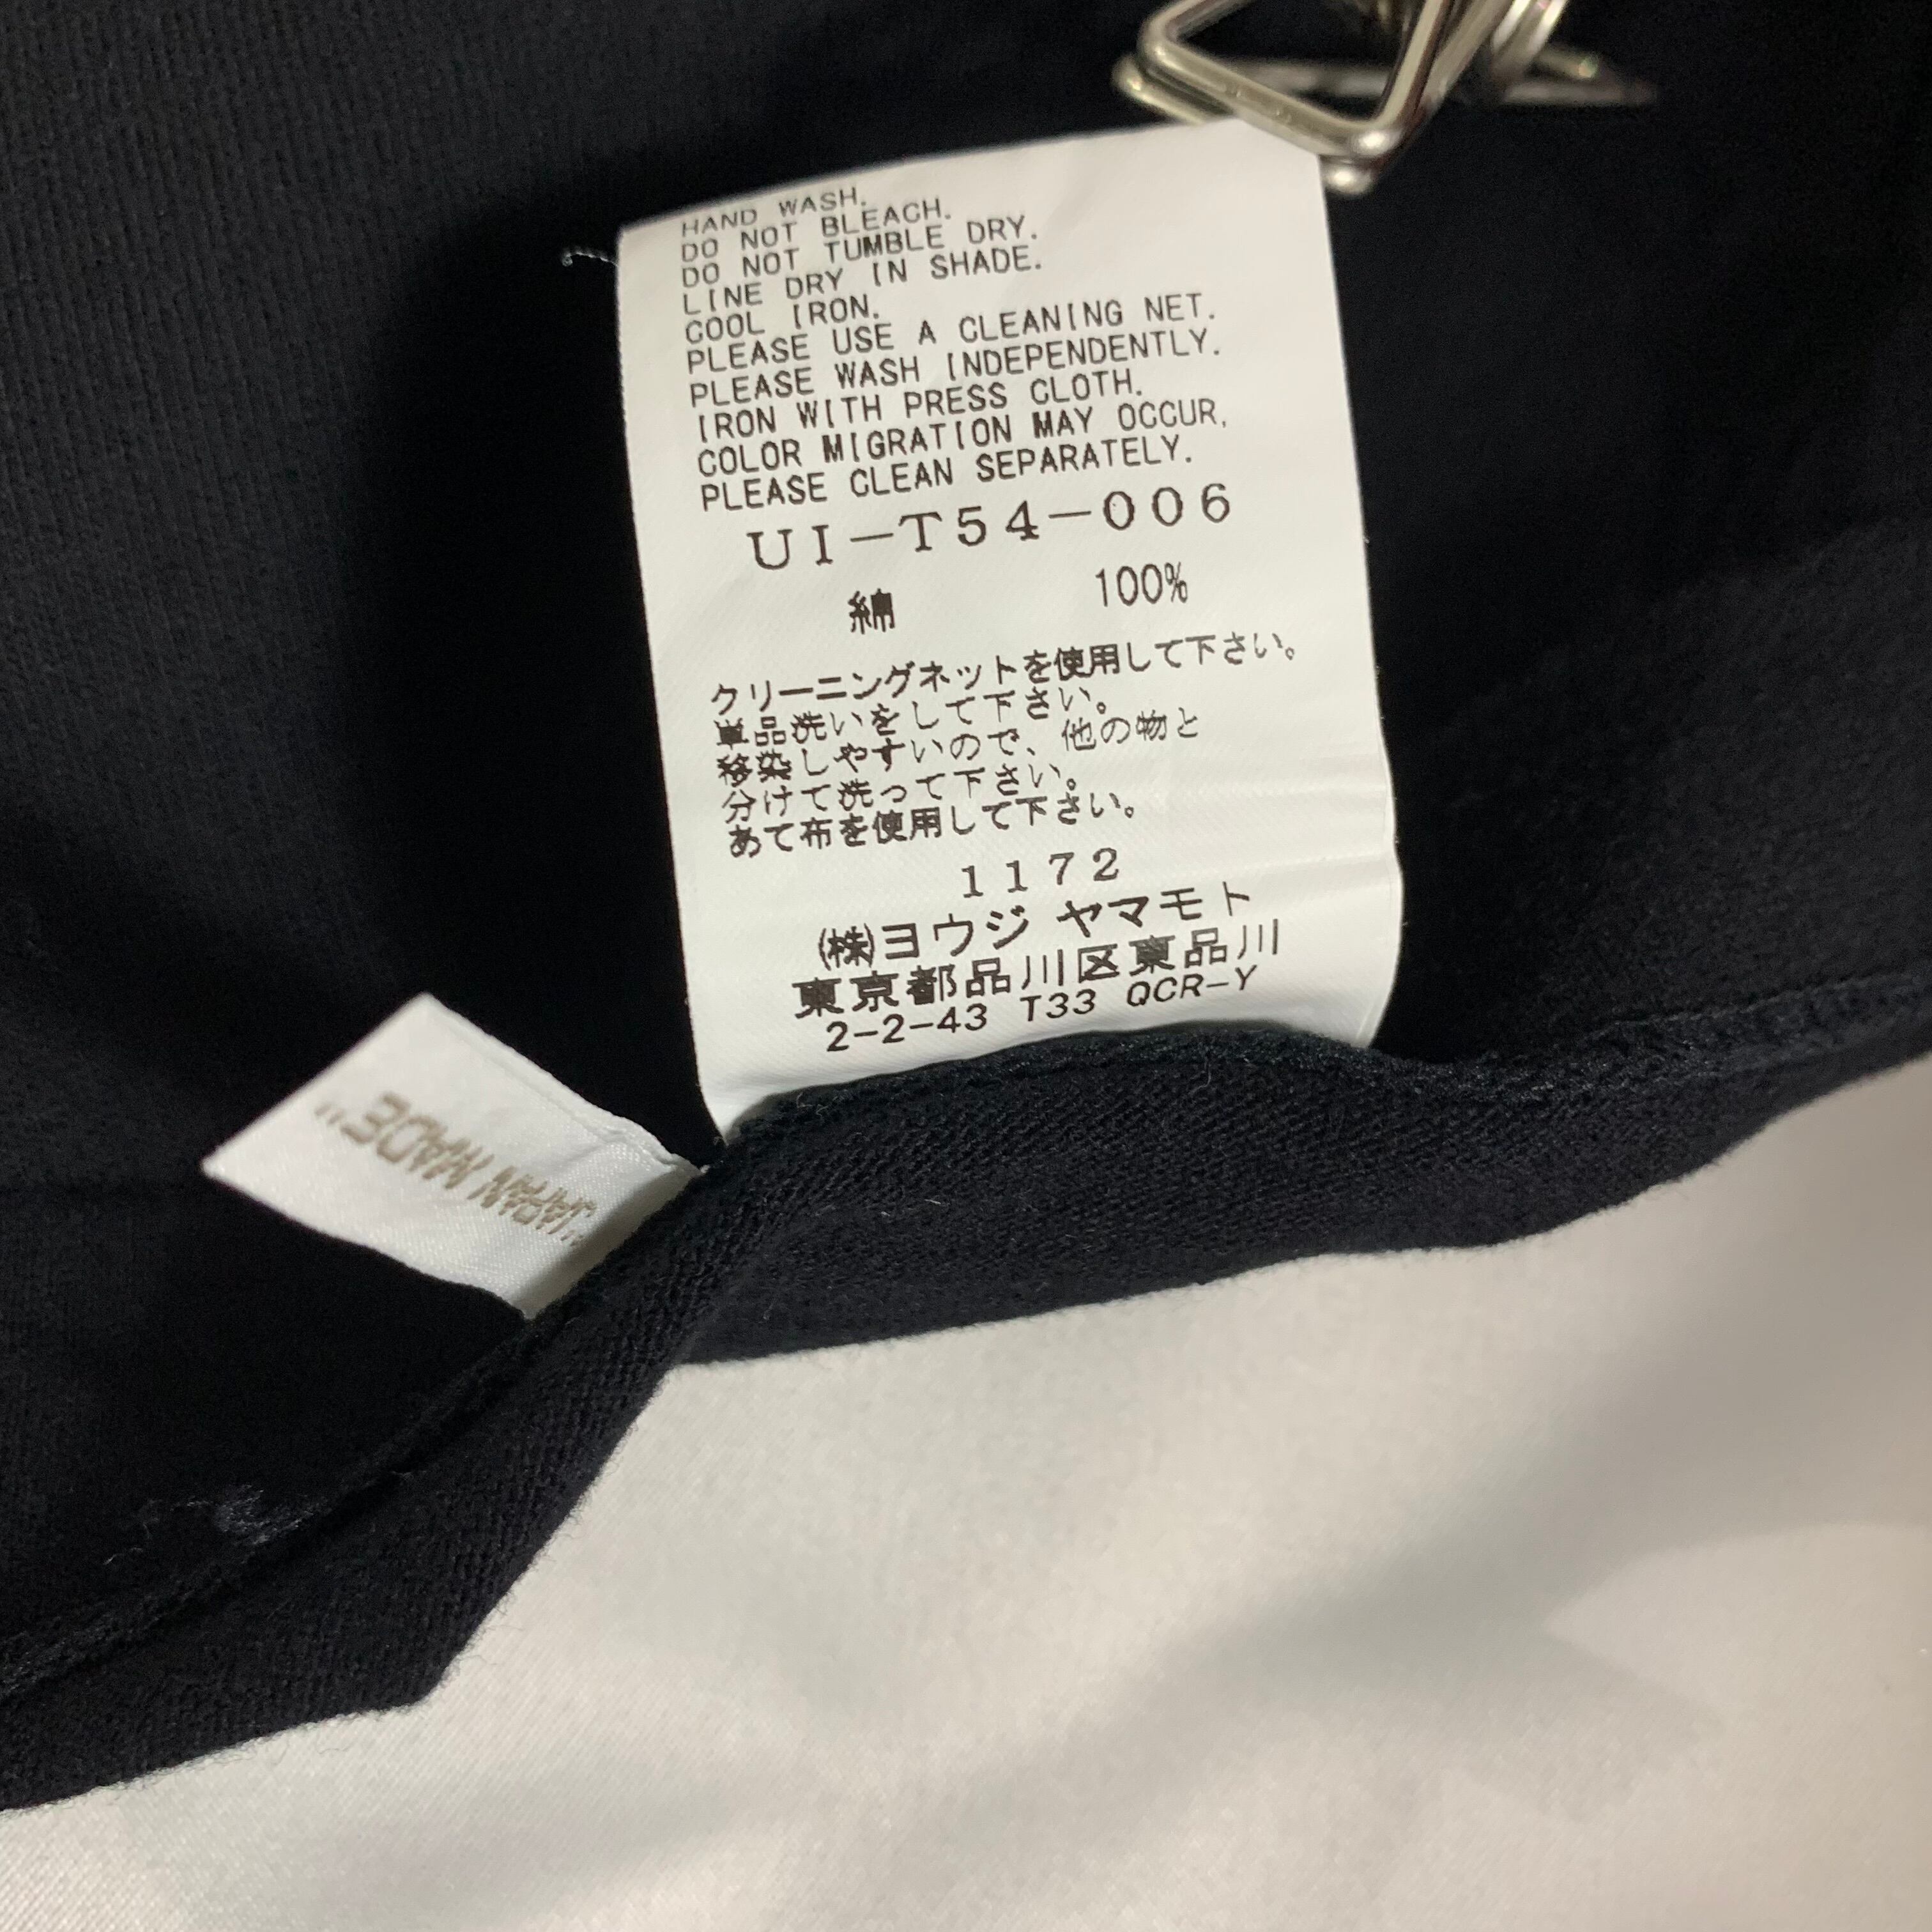 HAND WASH.
DO NOT BLEACH.
DO NOT TUMBLE DRY.
LINE DRY IN SHADE.
COOL IRON.
PLEASE USE A CLEANING NET.
PLEASE WASH INDEPENDENTLY.
IRON WITH PRESS CLOTH.
COLOR MIGRATION MAY OCCUR,
PLEASE CLEAN SEPARATELY.
UI-T54-006
綿 100%
クリーニングネットを使用して下さい。
単品洗いをして下さい。
移染しやすいので、他の物と
分けて洗って下さい。
あて布を使用して下さい。
1172
(株)ヨウジ ヤマモト
東京都品川区東品川
2-2-43 T33 QCR-Y
"JAPAN MADE"